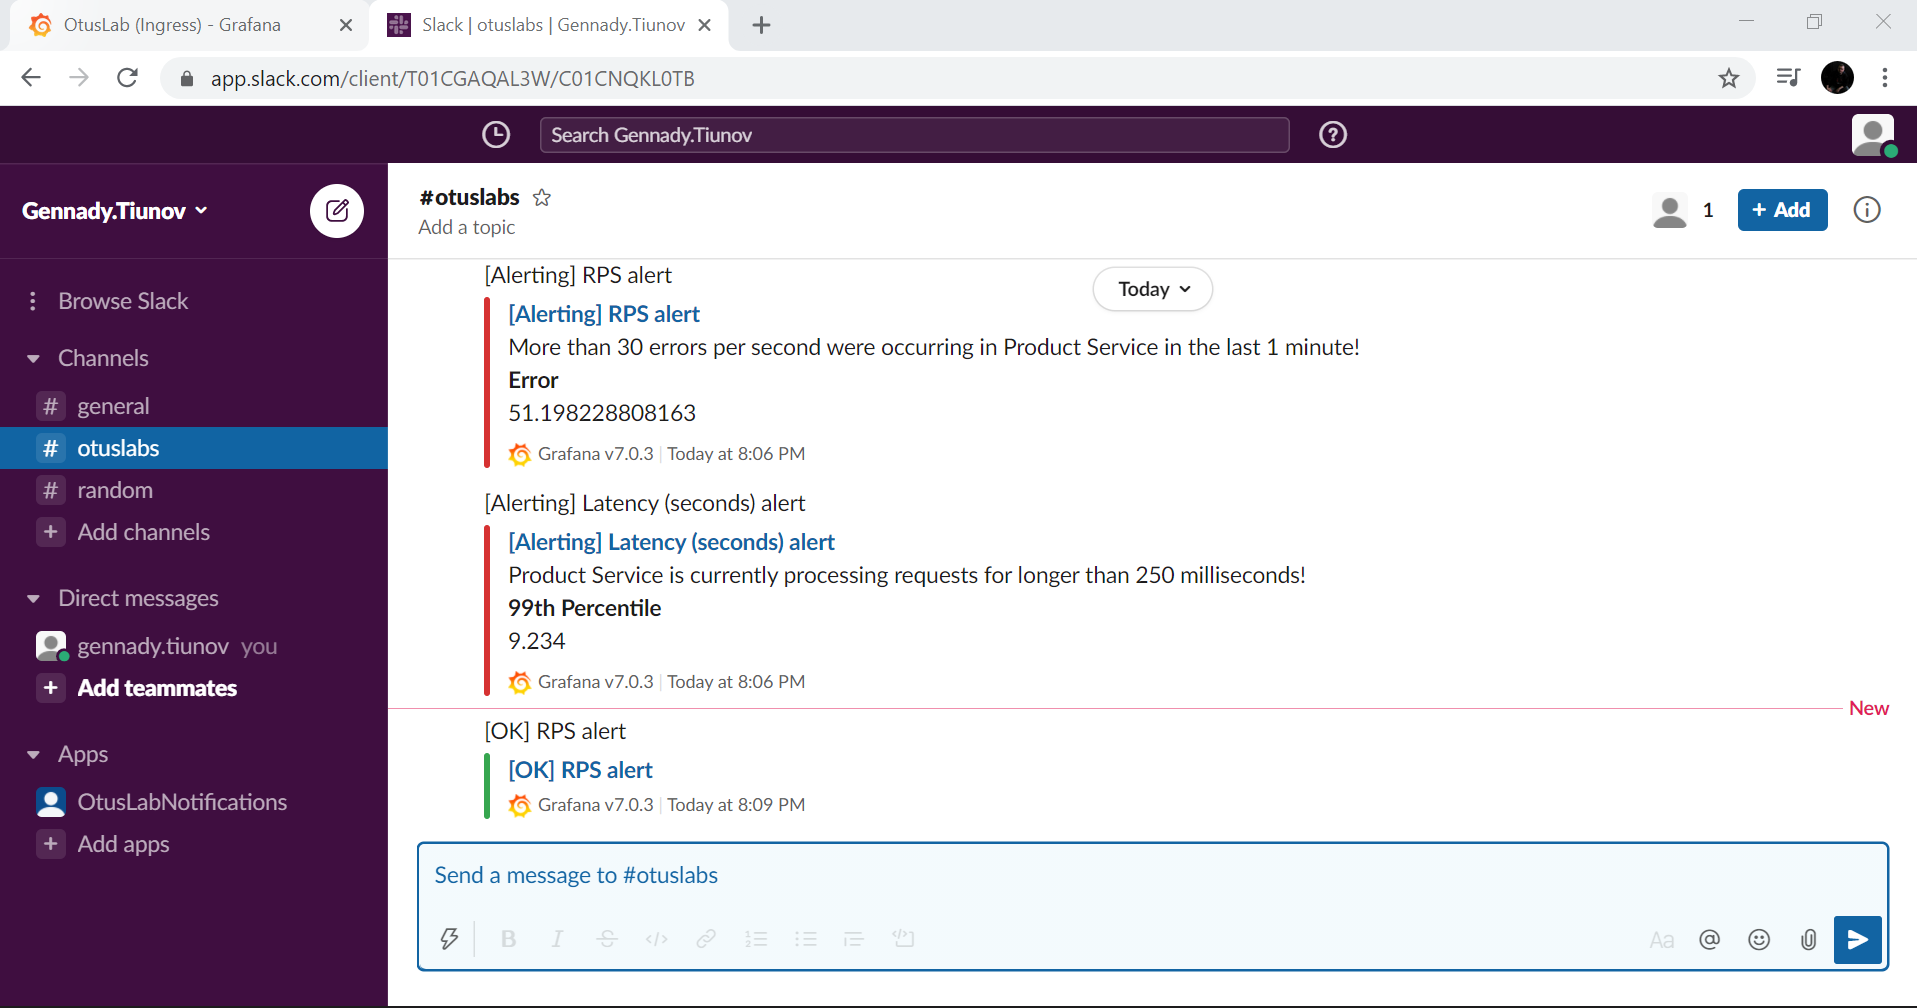 OtusLab (Ingress) - Grafana
Slack | otuslabs | Gennady.Tiunov
app.slack.com/client/T01CGAQAL3W/C01CNQKL0TB
Search Gennady.Tiunov
Gennady.Tiunov
Browse Slack
Channels
# general
# otuslabs
# random
+ Add channels
Direct messages
gennady.tiunov you
+ Add teammates
Apps
OtusLabNotifications
+ Add apps
#otuslabs
Add a topic
1
+ Add
Today
[Alerting] RPS alert
[Alerting] RPS alert
More than 30 errors per second were occurring in Product Service in the last 1 minute!
Error
51.198228808163
Grafana v7.0.3 | Today at 8:06 PM
[Alerting] Latency (seconds) alert
[Alerting] Latency (seconds) alert
Product Service is currently processing requests for longer than 250 milliseconds!
99th Percentile
9.234
Grafana v7.0.3 | Today at 8:06 PM
New
[OK] RPS alert
[OK] RPS alert
Grafana v7.0.3 | Today at 8:09 PM
Send a message to #otuslabs
B I S </> Aa @